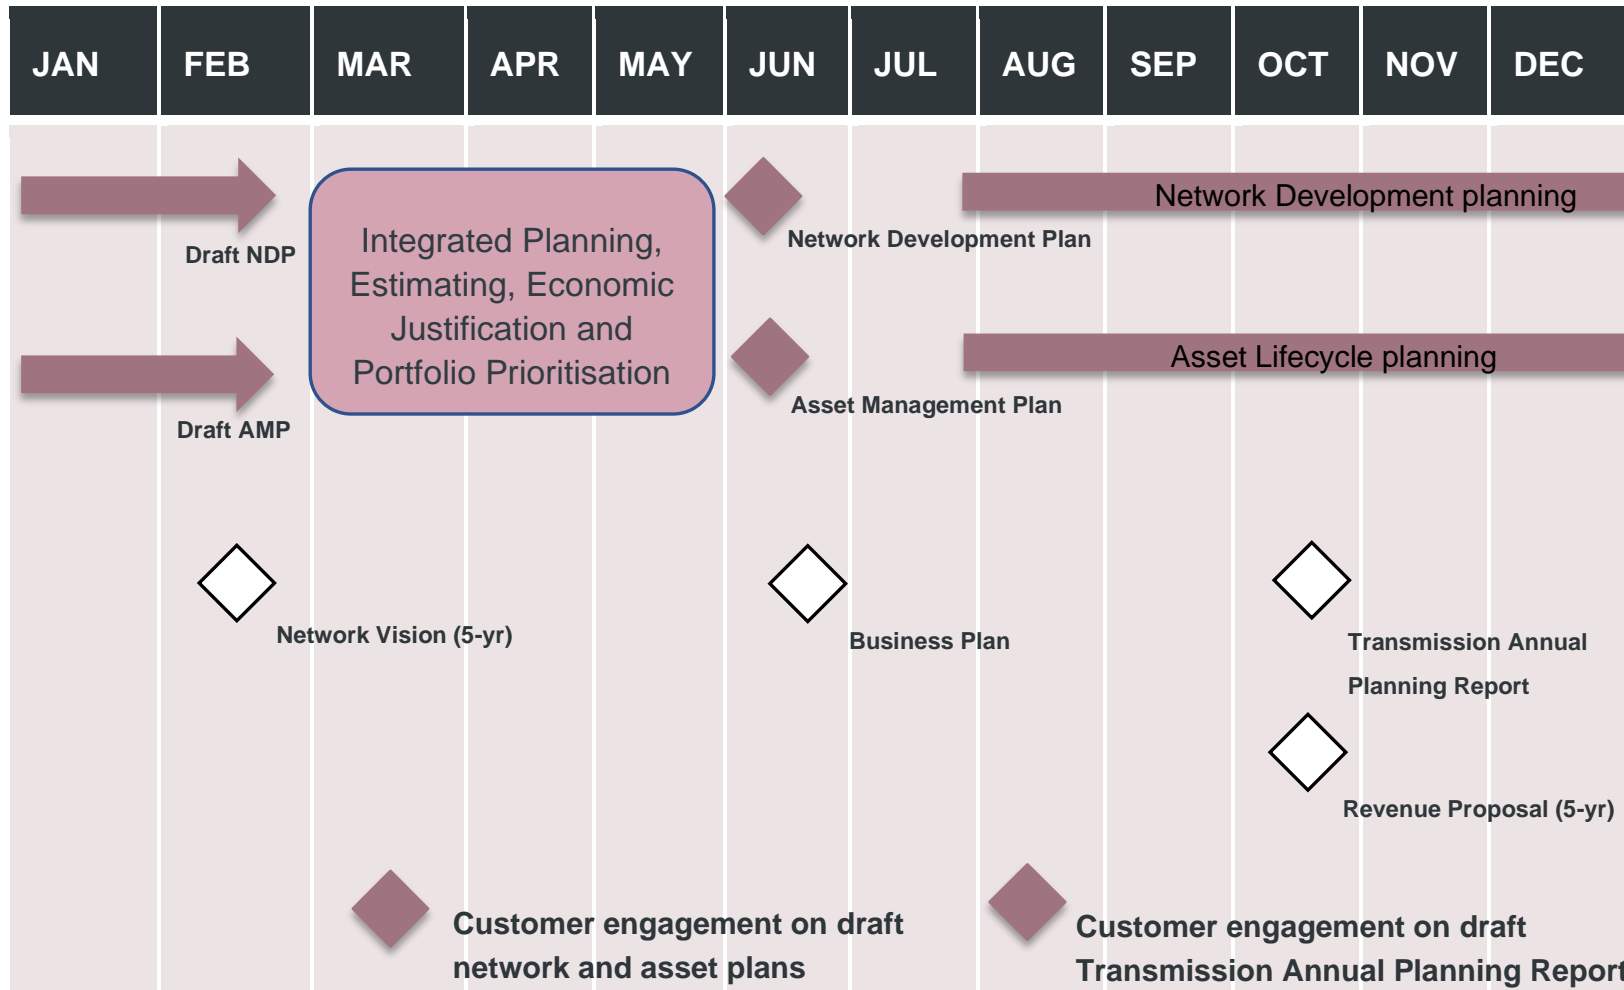 JAN FEB MAR APR MAY JUN JUL AUG SEP OCT NOV DEC
Network Development planning
Draft NDP
Integrated Planning,
Estimating, Economic
Justification and
Portfolio Prioritisation
Network Development Plan
Asset Lifecycle planning
Draft AMP
Asset Management Plan
Network Vision (5-yr)
Business Plan
Transmission Annual
Planning Report
Revenue Proposal (5-yr)
Customer engagement on draft
network and asset plans
Customer engagement on draft
Transmission Annual Planning Report